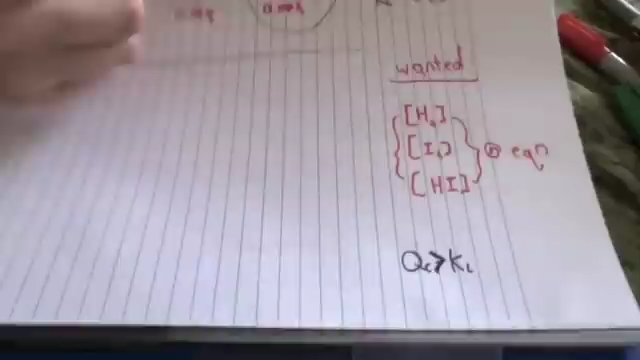 wanted
[H₂]
[I₂] @ eqn
[HI]
Qc > Kc